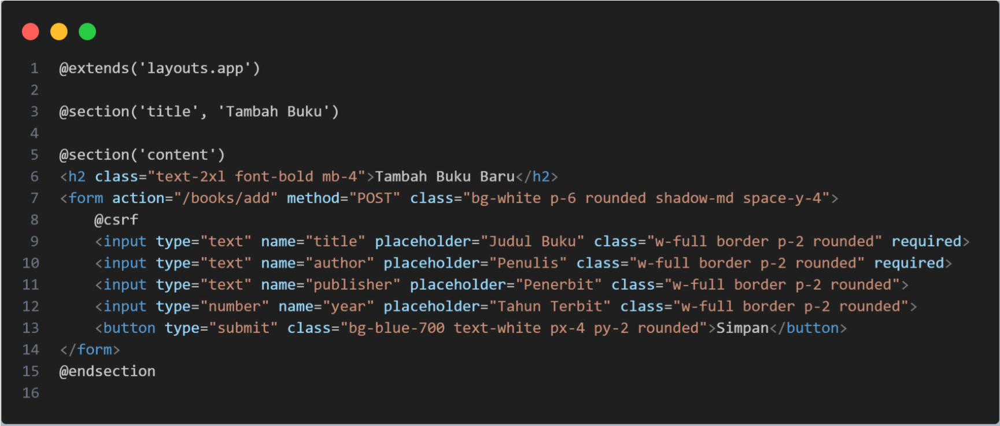 1 @extends('layouts.app')
2
3 @section('title', 'Tambah Buku')
4
5 @section('content')
6 <h2 class="text-2xl font-bold mb-4">Tambah Buku Baru</h2>
7 <form action="/books/add" method="POST" class="bg-white p-6 rounded shadow-md space-y-4">
8     @csrf
9     <input type="text" name="title" placeholder="Judul Buku" class="w-full border p-2 rounded" required>
10     <input type="text" name="author" placeholder="Penulis" class="w-full border p-2 rounded" required>
11     <input type="text" name="publisher" placeholder="Penerbit" class="w-full border p-2 rounded">
12     <input type="number" name="year" placeholder="Tahun Terbit" class="w-full border p-2 rounded">
13     <button type="submit" class="bg-blue-700 text-white px-4 py-2 rounded">Simpan</button>
14 </form>
15 @endsection
16